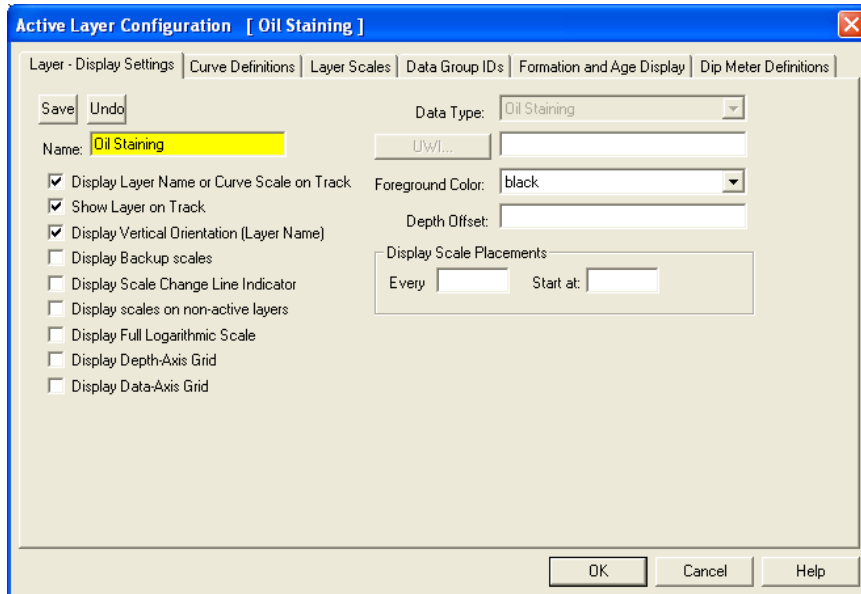 Active Layer Configuration [ Oil Staining ]
Layer - Display Settings Curve Definitions Layer Scales Data Group IDs Formation and Age Display Dip Meter Definitions
Save Undo
Name: Oil Staining
Display Layer Name or Curve Scale on Track
Show Layer on Track
Display Vertical Orientation (Layer Name)
Display Backup scales
Display Scale Change Line Indicator
Display scales on non-active layers
Display Full Logarithmic Scale
Display Depth-Axis Grid
Display Data-Axis Grid
Data Type: Oil Staining
UWI...
Foreground Color: black
Depth Offset:
Display Scale Placements
Every Start at:
OK Cancel Help